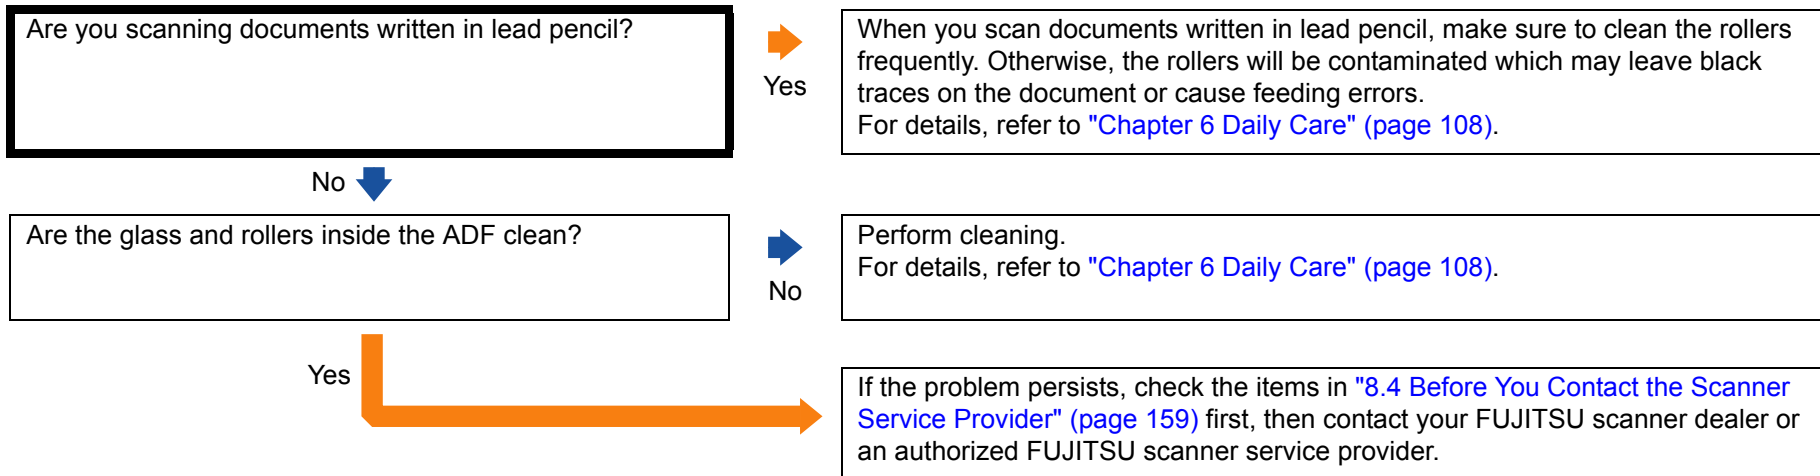 Are you scanning documents written in lead pencil?
Yes
When you scan documents written in lead pencil, make sure to clean the rollers
frequently. Otherwise, the rollers will be contaminated which may leave black
traces on the document or cause feeding errors.
For details, refer to "Chapter 6 Daily Care" (page 108).
No
Are the glass and rollers inside the ADF clean?
No
Perform cleaning.
For details, refer to "Chapter 6 Daily Care" (page 108).
Yes
If the problem persists, check the items in "8.4 Before You Contact the Scanner
Service Provider" (page 159) first, then contact your FUJITSU scanner dealer or
an authorized FUJITSU scanner service provider.